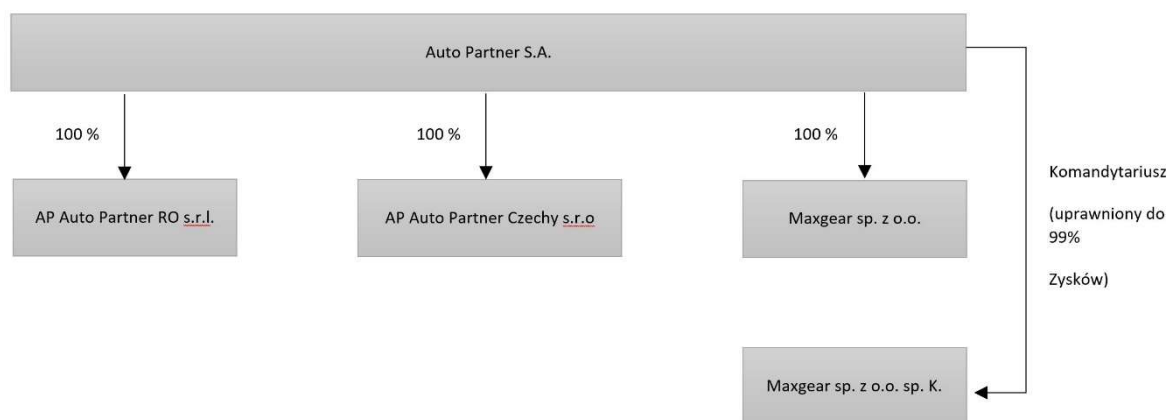 Auto Partner S.A.
100 %
100 %
100 %
AP Auto Partner RO s.r.l.
AP Auto Partner Czechy s.r.o
Maxgear sp. z o.o.
Komandytariusz
(uprawniony do
99%
Zysków)
Maxgear sp. z o.o. sp. K.